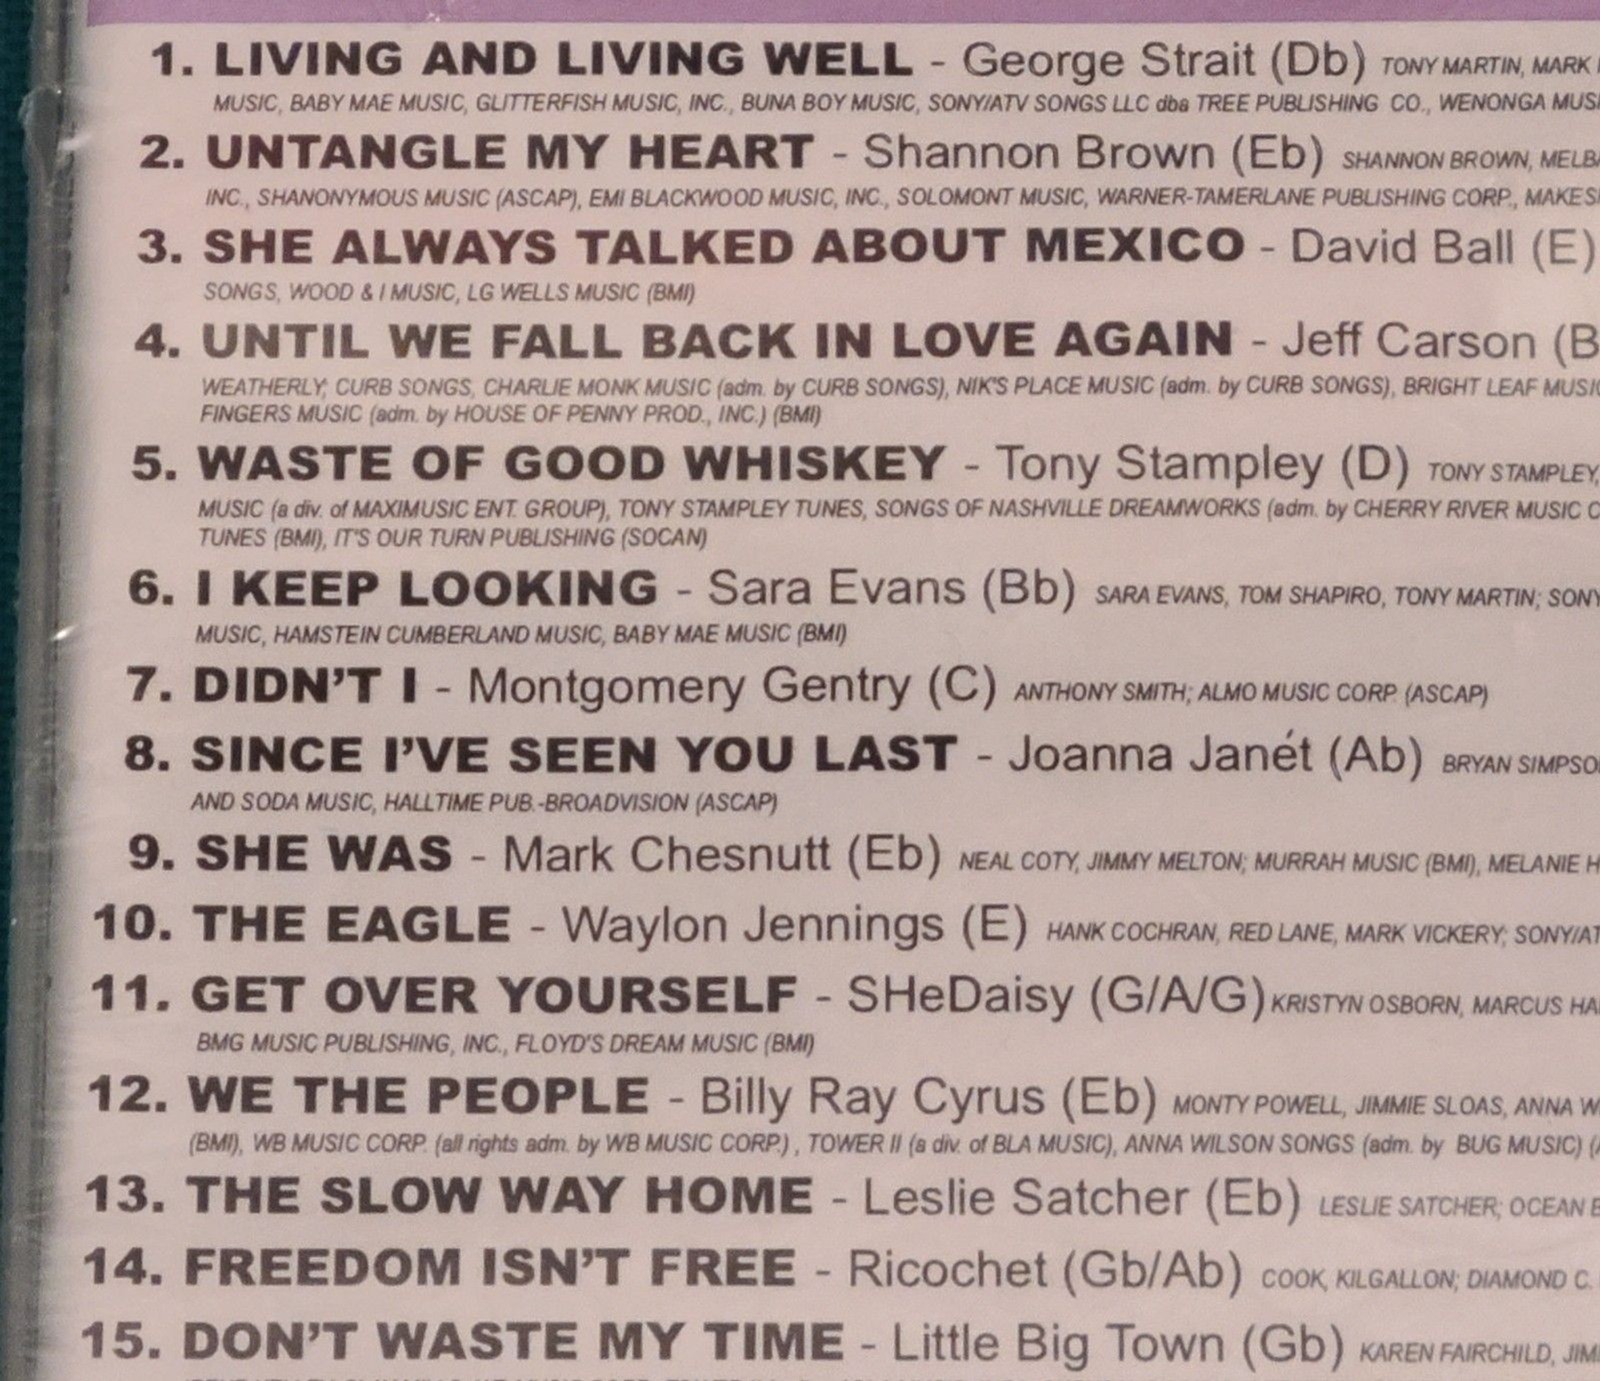 1. LIVING AND LIVING WELL - George Strait (Db) TONY MARTIN, MARK
MUSIC, BABY MAE MUSIC, GLITTERFISH MUSIC, INC., BUNA BOY MUSIC, SONY/ATV SONGS LLC dba TREE PUBLISHING CO., WENONGA
2. UNTANGLE MY HEART - Shannon Brown (Eb) SHANNON BROWN,
INC., SHANONYMOUS MUSIC (ASCAP), EMI BLACKWOOD MUSIC, INC., SOLOMONT MUSIC, WARNER-TAMERLANE PUBLISHING CORP.,
3. SHE ALWAYS TALKED ABOUT MEXICO - David Ball (E)
SONGS, WOOD & I MUSIC, LG WELLS MUSIC (BMI)
4. UNTIL WE FALL BACK IN LOVE AGAIN - Jeff Carson (B
WEATHERLY; CURB SONGS, CHARLIE MONK MUSIC (adm. by CURB SONGS), NIK'S PLACE MUSIC (adm. by CURB SONGS), BRIGHT LEAF
FINGERS MUSIC (adm. by HOUSE OF PENNY PROD., INC.) (BMI)
5. WASTE OF GOOD WHISKEY - Tony Stampley (D) TONY STAMPLEY,
MUSIC (a div. of MAXIMUSIC ENT. GROUP), TONY STAMPLEY TUNES, SONGS OF NASHVILLE DREAMWORKS (adm. by CHERRY RIVER MUSIC C
TUNES (BMI), IT'S OUR TURN PUBLISHING (SOCAN)
6. I KEEP LOOKING - Sara Evans (Bb) SARA EVANS, TOM SHAPIRO, TONY MARTIN; SONY
MUSIC, HAMSTEIN CUMBERLAND MUSIC, BABY MAE MUSIC (BMI)
7. DIDN'T I - Montgomery Gentry (C) ANTHONY SMITH; ALMO MUSIC CORP. (ASCAP)
8. SINCE I'VE SEEN YOU LAST - Joanna Janét (Ab) BRYAN
AND SODA MUSIC, HALLTIME PUB.-BROADVISION (ASCAP)
9. SHE WAS - Mark Chesnutt (Eb) NEAL COTY, JIMMY MELTON; MURRAH MUSIC (BMI), MELANIE H
10. THE EAGLE - Waylon Jennings (E) HANK COCHRAN, RED LANE, MARK VICKERY; SONY/AT
11. GET OVER YOURSELF - SHeDaisy (G/A/G) KRISTYN OSBORN, MARCUS HA
BMG MUSIC PUBLISHING, INC., FLOYD'S DREAM MUSIC (BMI)
12. WE THE PEOPLE - Billy Ray Cyrus (Eb) MONTY POWELL, JIMMIE SLOAS, ANNA W
(BMI), WB MUSIC CORP. (all rights adm. by WB MUSIC CORP.) , TOWER II (a div. of BLA MUSIC), ANNA WILSON SONGS (adm. by BUG MUSIC)
13. THE SLOW WAY HOME - Leslie Satcher (Eb) LESLIE SATCHER; OCEAN
14. FREEDOM ISN'T FREE - Ricochet (Gb/Ab) COOK, KILGALLON; DIAMOND C.
15. DON'T WASTE MY TIME - Little Big Town (Gb) KAREN FAIRCHILD,